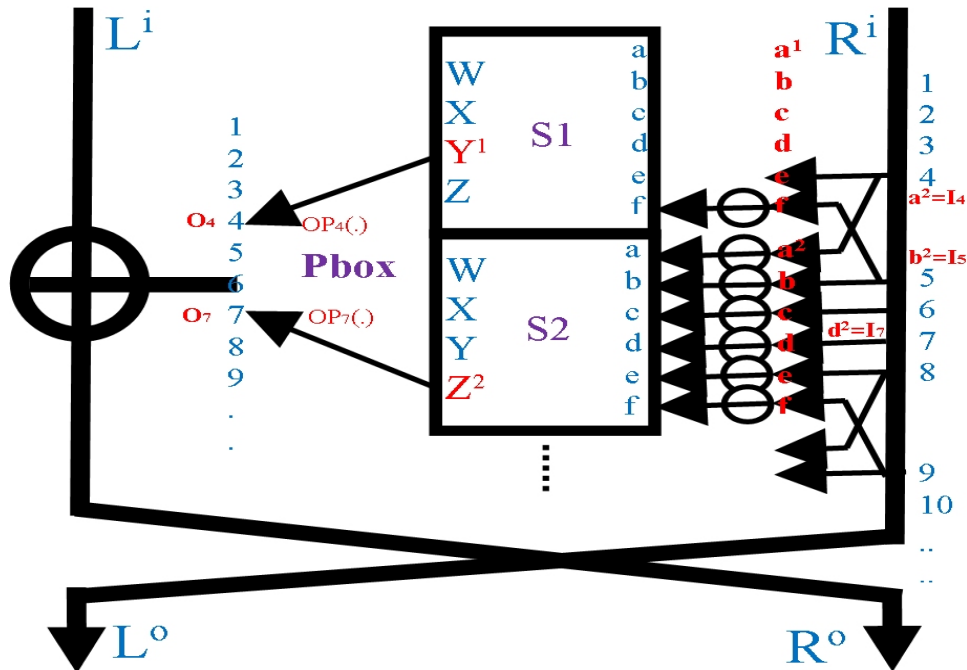 Lⁱ
Rⁱ
1
2
3
4
5
6
7
8
9
.
.
O₄
O₇
OP₄(.)
Pbox
OP₇(.)
W
X
Y¹
Z
S1
a
b
c
d
e
f
W
X
Y
Z²
S2
a
b
c
d
e
f
a¹
b
c
d
e
f
a²
b
c
d
e
f
1
2
3
4
a²=I₄
b²=I₅
5
6
d²=I₇
7
8
9
10
..
..
Lᵒ
Rᵒ